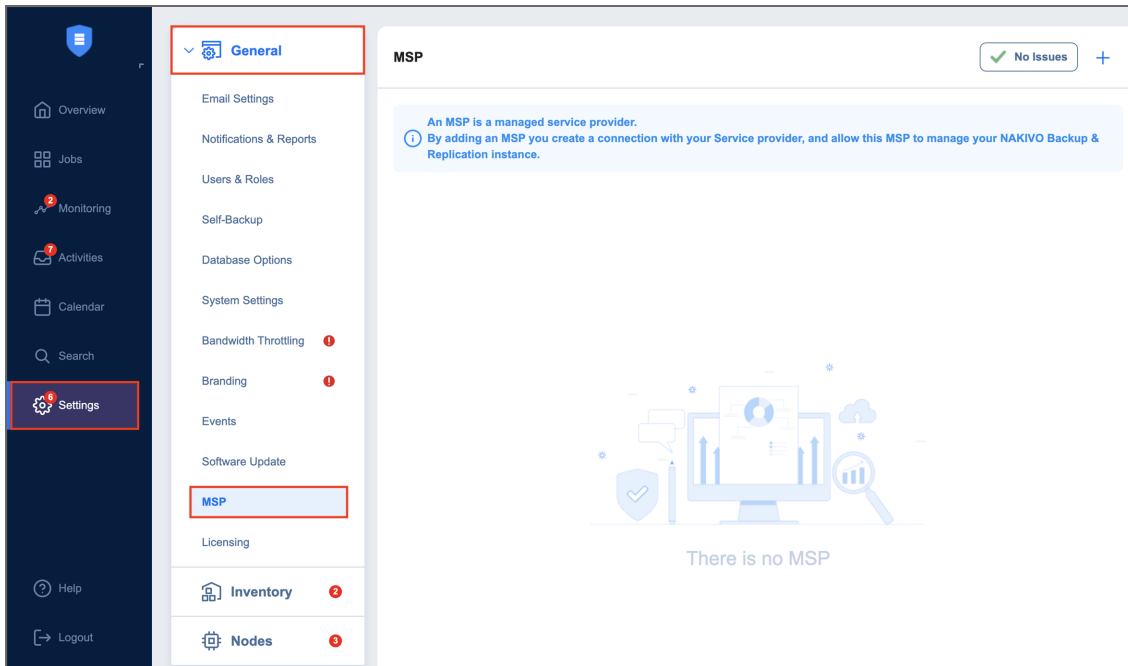 Overview
Jobs
2
Monitoring
7
Activities
Calendar
Search
6
Settings
Help
Logout
General
Email Settings
Notifications & Reports
Users & Roles
Self-Backup
Database Options
System Settings
Bandwidth Throttling !
Branding !
Events
Software Update
MSP
Licensing
Inventory 2
Nodes 3
MSP
No Issues +
An MSP is a managed service provider.
By adding an MSP you create a connection with your Service provider, and allow this MSP to manage your NAKIVO Backup &
Replication instance.
There is no MSP